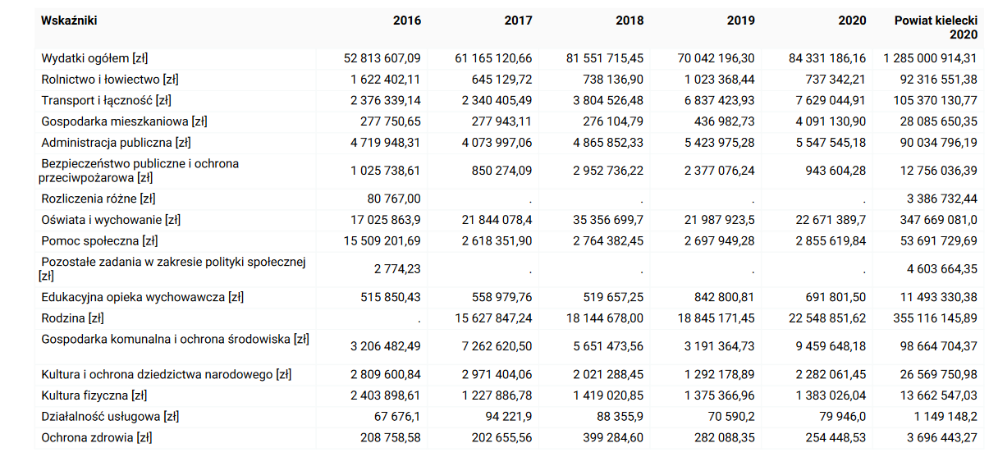 Wskaźniki 2016 2017 2018 2019 2020 Powiat kielecki
2020
Wydatki ogółem [zł] 52 813 607,09 61 165 120,66 81 551 715,45 70 042 196,30 84 331 186,16 1 285 000 914,31
Rolnictwo i łowiectwo [zł] 1 622 402,11 645 129,72 738 136,90 1 023 368,44 737 342,21 92 316 551,38
Transport i łączność [zł] 2 376 339,14 2 340 405,49 3 804 526,48 6 837 423,93 7 629 044,91 105 370 130,77
Gospodarka mieszkaniowa [zł] 277 750,65 277 943,11 276 104,79 436 982,73 4 091 130,90 28 085 650,35
Administracja publiczna [zł] 4 719 948,31 4 073 997,06 4 865 852,33 5 423 975,28 5 547 545,18 90 034 796,19
Bezpieczeństwo publiczne i ochrona
przeciwpożarowa [zł] 1 025 738,61 850 274,09 2 952 736,22 2 377 076,24 943 604,28 12 756 036,39
Rozliczenia różne [zł] 80 767,00 . . . . 3 386 732,44
Oświata i wychowanie [zł] 17 025 863,9 21 844 078,4 35 356 699,7 21 987 923,5 22 671 389,7 347 669 081,0
Pomoc społeczna [zł] 15 509 201,69 2 618 351,90 2 764 382,45 2 697 949,28 2 855 619,84 53 691 729,69
Pozostałe zadania w zakresie polityki społecznej
[zł] 2 774,23 . . . . 4 603 664,35
Edukacyjna opieka wychowawcza [zł] 515 850,43 558 979,76 519 657,25 842 800,81 691 801,50 11 493 330,38
Rodzina [zł] . 15 627 847,24 18 144 678,00 18 845 171,45 22 548 851,62 355 116 145,89
Gospodarka komunalna i ochrona środowiska [zł] 3 206 482,49 7 262 620,50 5 651 473,56 3 191 364,73 9 459 648,18 98 664 704,37
Kultura i ochrona dziedzictwa narodowego [zł] 2 809 600,84 2 971 404,06 2 021 288,45 1 292 178,89 2 282 061,45 26 569 750,98
Kultura fizyczna [zł] 2 403 898,61 1 227 886,78 1 419 020,85 1 375 366,96 1 383 026,04 13 662 547,03
Działalność usługowa [zł] 67 676,1 94 221,9 88 355,9 70 590,2 79 946,0 1 149 148,2
Ochrona zdrowia [zł] 208 758,58 202 655,56 399 284,60 282 088,35 254 448,53 3 696 443,27